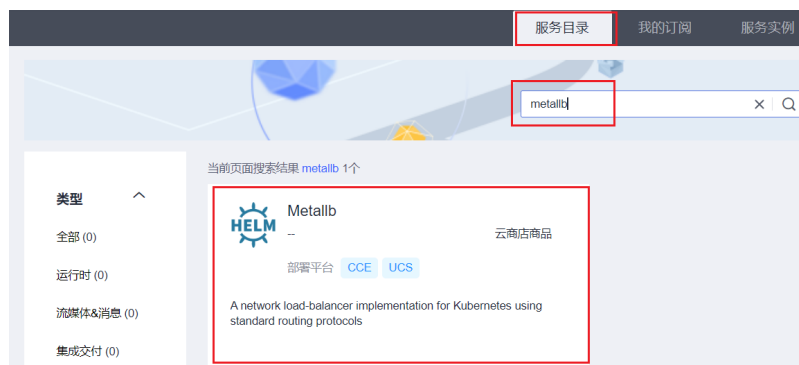 服务目录 我的订阅 服务实例
metallb
当前页面搜索结果 metallb 1个
类型
全部 (0)
运行时 (0)
流媒体&消息 (0)
集成交付 (0)
HELM
Metallb
--
云商店商品
部署平台 CCE UCS
A network load-balancer implementation for Kubernetes using
standard routing protocols